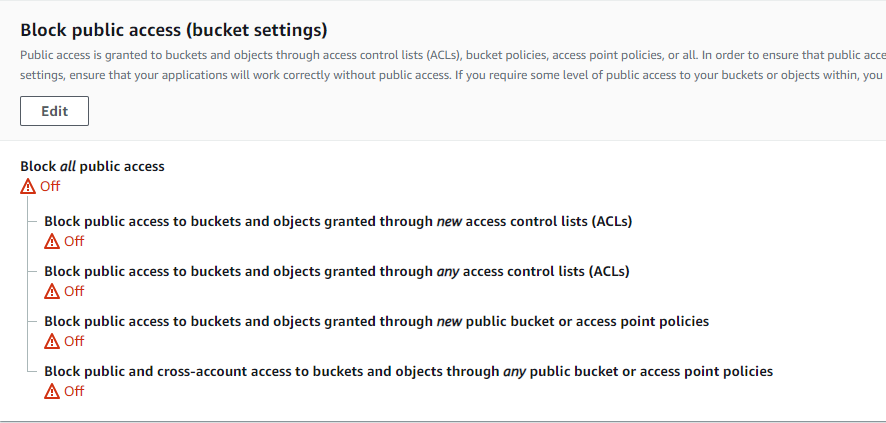 Block public access (bucket settings)
Public access is granted to buckets and objects through access control lists (ACLs), bucket policies, access point policies, or all. In order to ensure that public acce
settings, ensure that your applications will work correctly without public access. If you require some level of public access to your buckets or objects within, you
Edit
Block all public access
Off
Block public access to buckets and objects granted through new access control lists (ACLs)
Off
Block public access to buckets and objects granted through any access control lists (ACLs)
Off
Block public access to buckets and objects granted through new public bucket or access point policies
Off
Block public and cross-account access to buckets and objects through any public bucket or access point policies
Off